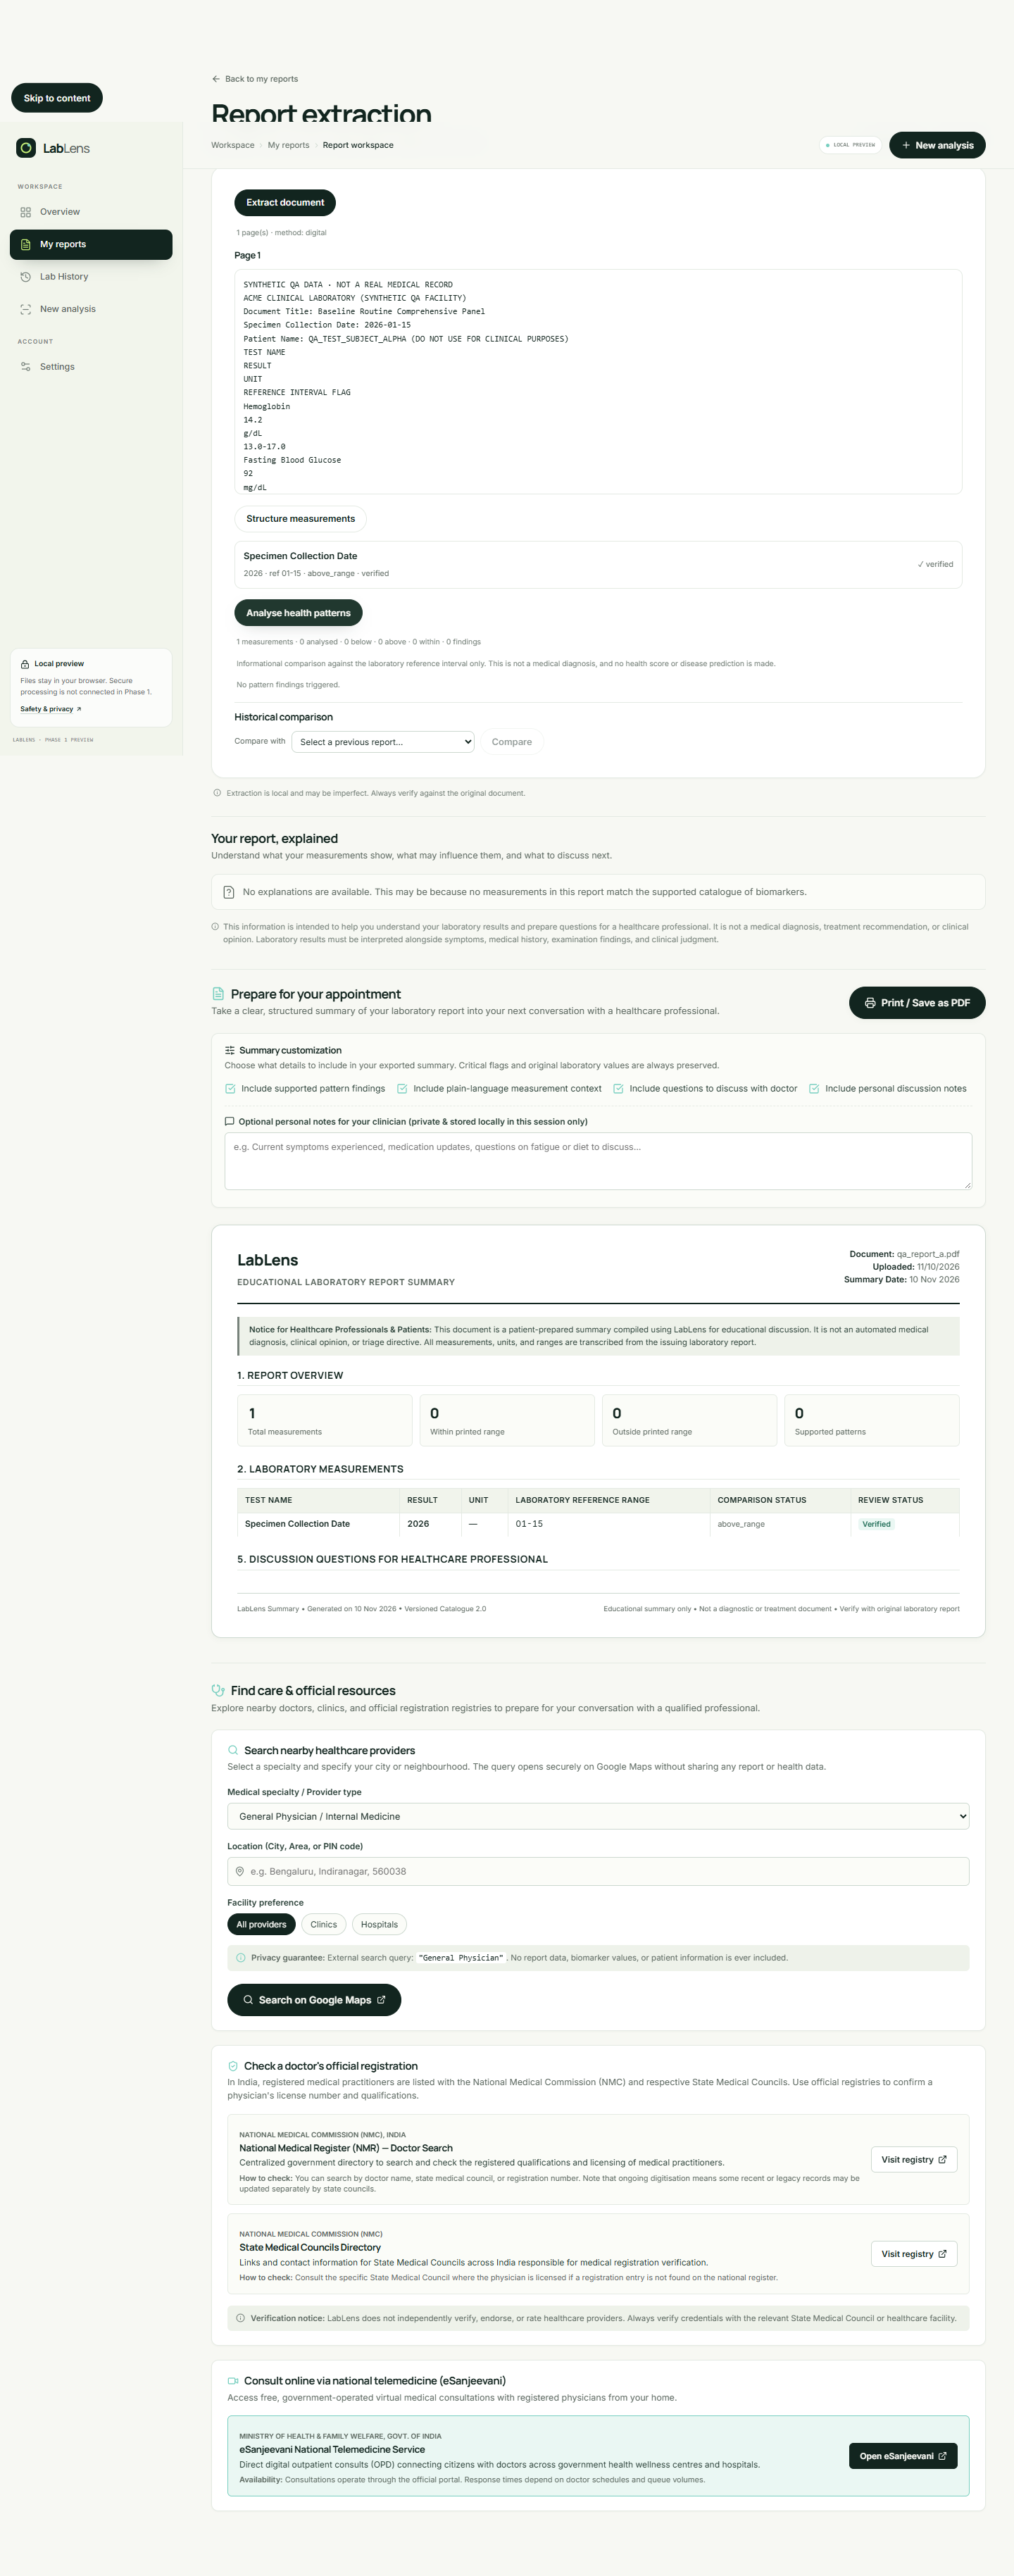 Back to my reports
Skip to content
Report extraction
LabLens
Workspace › My reports › Report workspace
LOCAL PREVIEW
+ New analysis
WORKSPACE
Overview
My reports
Lab History
New analysis
ACCOUNT
Settings
Local preview
Files stay in your browser. Secure
processing is not connected in Phase 1.
Safety & privacy ↗
LABLENS · PHASE 1 PREVIEW
Extract document
1 page(s) · method: digital
Page 1
SYNTHETIC QA DATA · NOT A REAL MEDICAL RECORD
ACME CLINICAL LABORATORY (SYNTHETIC QA FACILITY)
Document Title: Baseline Routine Comprehensive Panel
Specimen Collection Date: 2026-01-15
Patient Name: QA_TEST_SUBJECT_ALPHA (DO NOT USE FOR CLINICAL PURPOSES)
TEST NAME
RESULT
UNIT
REFERENCE INTERVAL FLAG
Hemoglobin
14.2
g/dL
13.0-17.0
Fasting Blood Glucose
92
mg/dL
Structure measurements
Specimen Collection Date
2026 · ref 01-15 · above_range · verified
✓ verified
Analyse health patterns
1 measurements · 0 analysed · 0 below · 0 above · 0 within · 0 findings
Informational comparison against the laboratory reference interval only. This is not a medical diagnosis, and no health score or disease prediction is made.
No pattern findings triggered.
Historical comparison
Compare with
Select a previous report...
Compare
Extraction is local and may be imperfect. Always verify against the original document.
Your report, explained
Understand what your measurements show, what may influence them, and what to discuss next.
No explanations are available. This may be because no measurements in this report match the supported catalogue of biomarkers.
This information is intended to help you understand your laboratory results and prepare questions for a healthcare professional. It is not a medical diagnosis, treatment recommendation, or clinical
opinion. Laboratory results must be interpreted alongside symptoms, medical history, examination findings, and clinical judgment.
Prepare for your appointment
Take a clear, structured summary of your laboratory report into your next conversation with a healthcare professional.
Print / Save as PDF
Summary customization
Choose what details to include in your exported summary. Critical flags and original laboratory values are always preserved.
Include supported pattern findings
Include plain-language measurement context
Include questions to discuss with doctor
Include personal discussion notes
Optional personal notes for your clinician (private & stored locally in this session only)
e.g. Current symptoms experienced, medication updates, questions on fatigue or diet to discuss...
LabLens
EDUCATIONAL LABORATORY REPORT SUMMARY
Document: qa_report_a.pdf
Uploaded: 11/10/2026
Summary Date: 10 Nov 2026
Notice for Healthcare Professionals & Patients: This document is a patient-prepared summary compiled using LabLens for educational discussion. It is not an automated medical
diagnosis, clinical opinion, or triage directive. All measurements, units, and ranges are transcribed from the issuing laboratory report.
1. REPORT OVERVIEW
1
Total measurements
0
Within printed range
0
Outside printed range
0
Supported patterns
2. LABORATORY MEASUREMENTS
TEST NAME RESULT UNIT LABORATORY REFERENCE RANGE COMPARISON STATUS REVIEW STATUS
Specimen Collection Date 2026 — 01-15 above_range Verified
5. DISCUSSION QUESTIONS FOR HEALTHCARE PROFESSIONAL
LabLens Summary • Generated on 10 Nov 2026 • Versioned Catalogue 2.0
Educational summary only • Not a diagnostic or treatment document • Verify with original laboratory report
Find care & official resources
Explore nearby doctors, clinics, and official registration registries to prepare for your conversation with a qualified professional.
Search nearby healthcare providers
Select a specialty and specify your city or neighbourhood. The query opens securely on Google Maps without sharing any report or health data.
Medical specialty / Provider type
General Physician / Internal Medicine
Location (City, Area, or PIN code)
e.g. Bengaluru, Indiranagar, 560038
Facility preference
All providers
Clinics
Hospitals
Privacy guarantee: External search query: "General Physician". No report data, biomarker values, or patient information is ever included.
Search on Google Maps
Check a doctor's official registration
In India, registered medical practitioners are listed with the National Medical Commission (NMC) and respective State Medical Councils. Use official registries to confirm a
physician's license number and qualifications.
NATIONAL MEDICAL COMMISSION (NMC), INDIA
National Medical Register (NMR) — Doctor Search
Centralized government directory to search and check the registered qualifications and licensing of medical practitioners.
How to check: You can search by doctor name, state medical council, or registration number. Note that ongoing digitisation means some recent or legacy records may be
updated separately by state councils.
Visit registry
NATIONAL MEDICAL COMMISSION (NMC)
State Medical Councils Directory
Links and contact information for State Medical Councils across India responsible for medical registration verification.
How to check: Consult the specific State Medical Council where the physician is licensed if a registration entry is not found on the national register.
Visit registry
Verification notice: LabLens does not independently verify, endorse, or rate healthcare providers. Always verify credentials with the relevant State Medical Council or healthcare facility.
Consult online via national telemedicine (eSanjeevani)
Access free, government-operated virtual medical consultations with registered physicians from your home.
MINISTRY OF HEALTH & FAMILY WELFARE, GOVT. OF INDIA
eSanjeevani National Telemedicine Service
Direct digital outpatient consults (OPD) connecting citizens with doctors across government health wellness centres and hospitals.
Availability: Consultations operate through the official portal. Response times depend on doctor schedules and queue volumes.
Open eSanjeevani